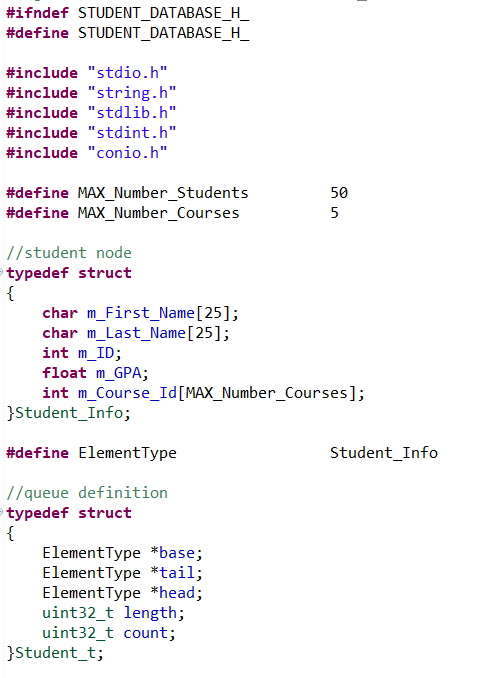 #ifndef STUDENT_DATABASE_H_
#define STUDENT_DATABASE_H_
#include "stdio.h"
#include "string.h"
#include "stdlib.h"
#include "stdint.h"
#include "conio.h"
#define MAX_Number_Students 50
#define MAX_Number_Courses 5
//student node
typedef struct
{
char m_First_Name[25];
char m_Last_Name[25];
int m_ID;
float m_GPA;
int m_Course_Id[MAX_Number_Courses];
}Student_Info;
#define ElementType Student_Info
//queue definition
typedef struct
{
ElementType *base;
ElementType *tail;
ElementType *head;
uint32_t length;
uint32_t count;
}Student_t;